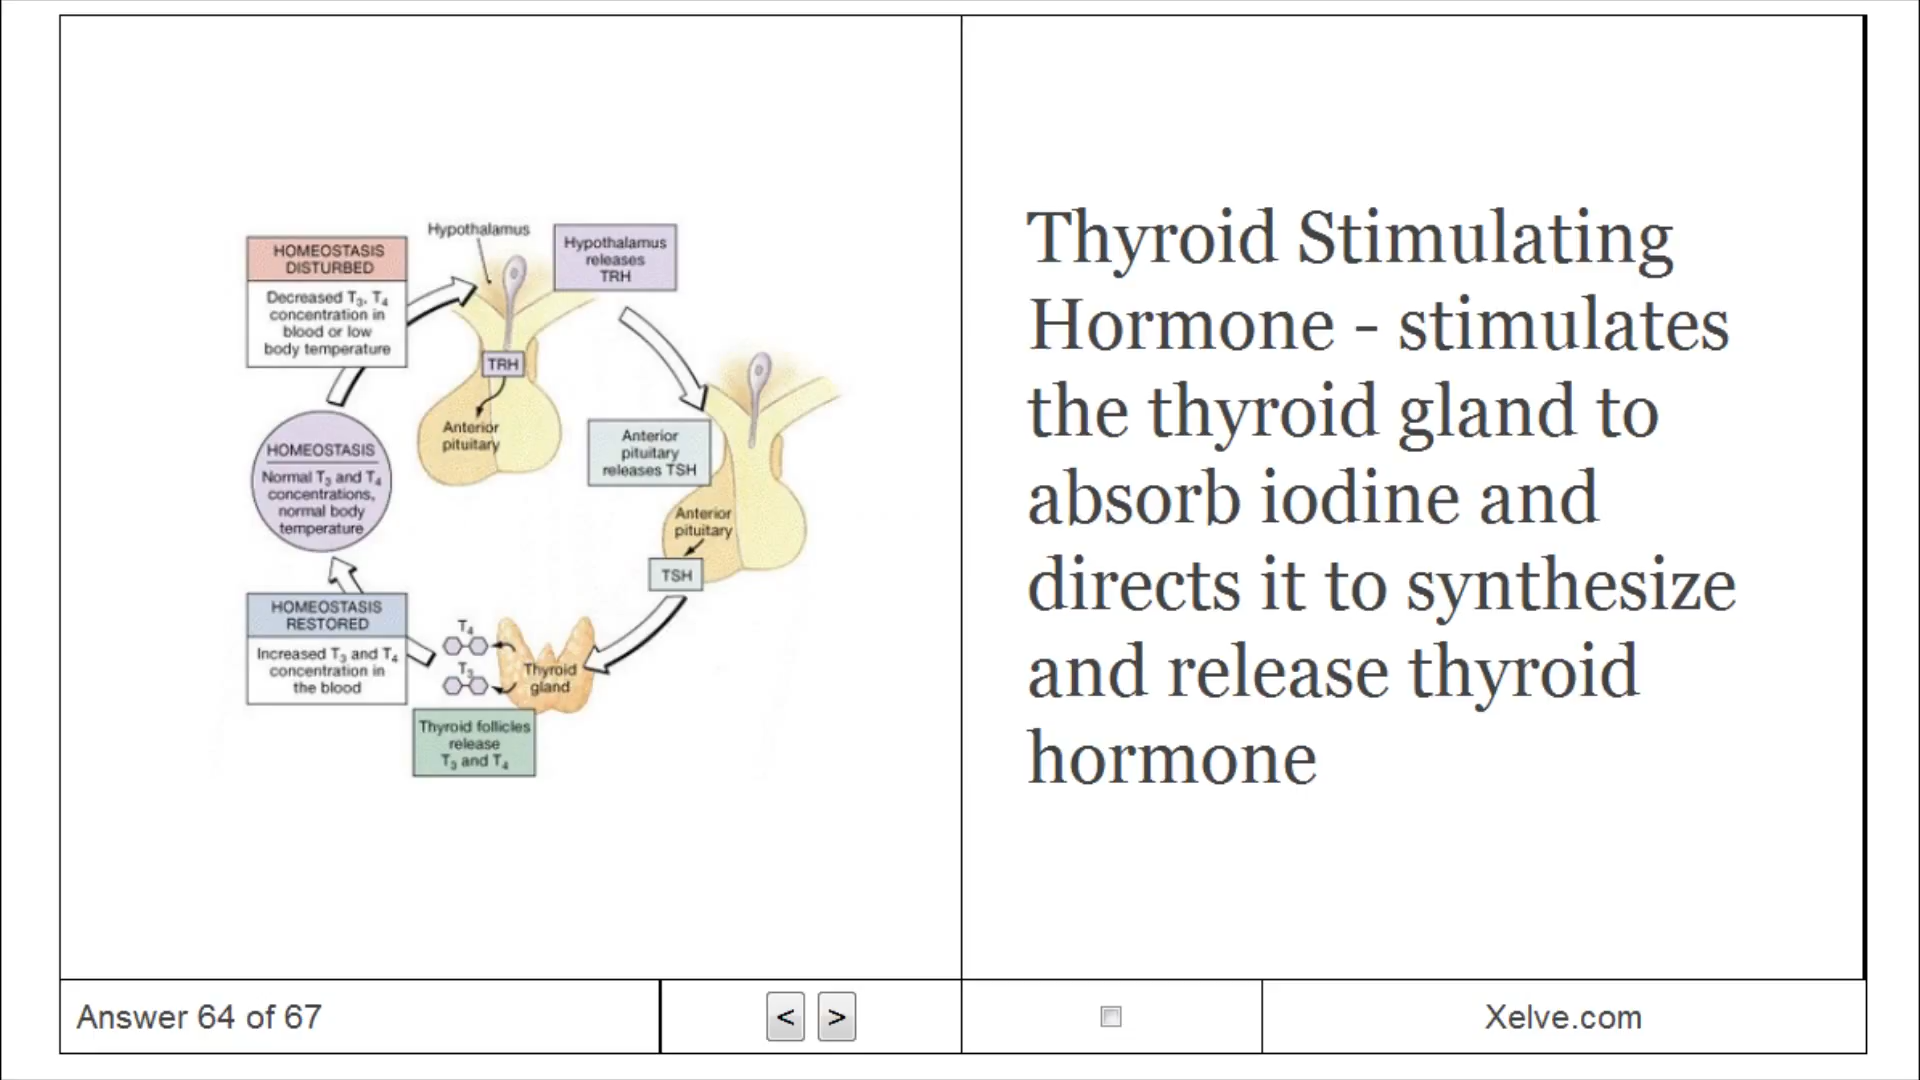 Hypothalamus
Hypothalamus
releases
TRH
HOMEOSTASIS
DISTURBED
Decreased T₃, T₄
concentration in
blood or low
body temperature
TRH
Anterior
pituitary
Anterior
pituitary
releases TSH
HOMEOSTASIS
Normal T₃ and T₄
concentrations,
normal body
temperature
Anterior
pituitary
TSH
HOMEOSTASIS
RESTORED
Increased T₃ and T₄
concentration in
the blood
T₄
T₃
Thyroid
gland
Thyroid follicles
release
T₃ and T₄
Thyroid Stimulating
Hormone - stimulates
the thyroid gland to
absorb iodine and
directs it to synthesize
and release thyroid
hormone
Answer 64 of 67
< >
Xelve.com